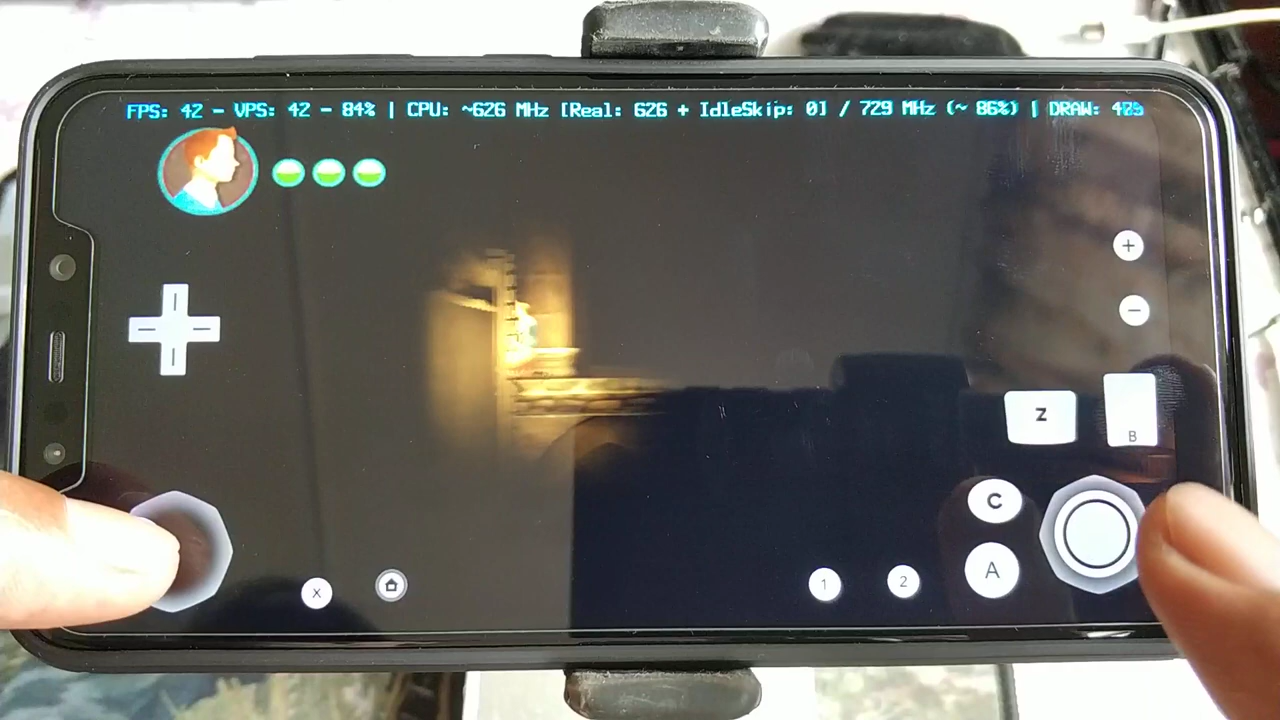 FPS: 42 - VPS: 42 - 84% | CPU: ~626 MHz [Real: 626 + IdleSkip: 0] / 729 MHz (~ 86%) | DRAW:
+
-
Z
B
C
A
X
1
2